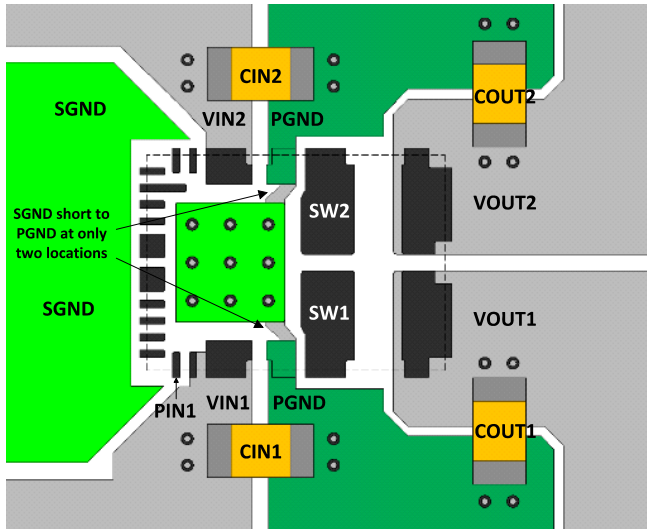 CIN2
COUT2
SGND
VIN2
PGND
VOUT2
SGND short to
PGND at only
two locations
SW2
SGND
SW1
VOUT1
PIN1
VIN1
PGND
COUT1
CIN1